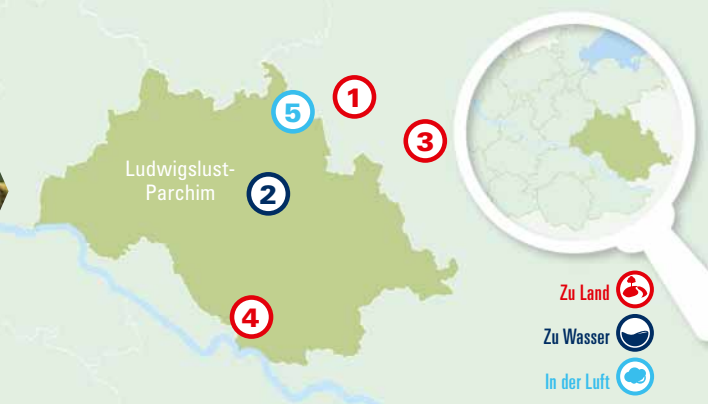 1
5
3
Ludwigslust-
Parchim
2
4
Zu Land
Zu Wasser
In der Luft